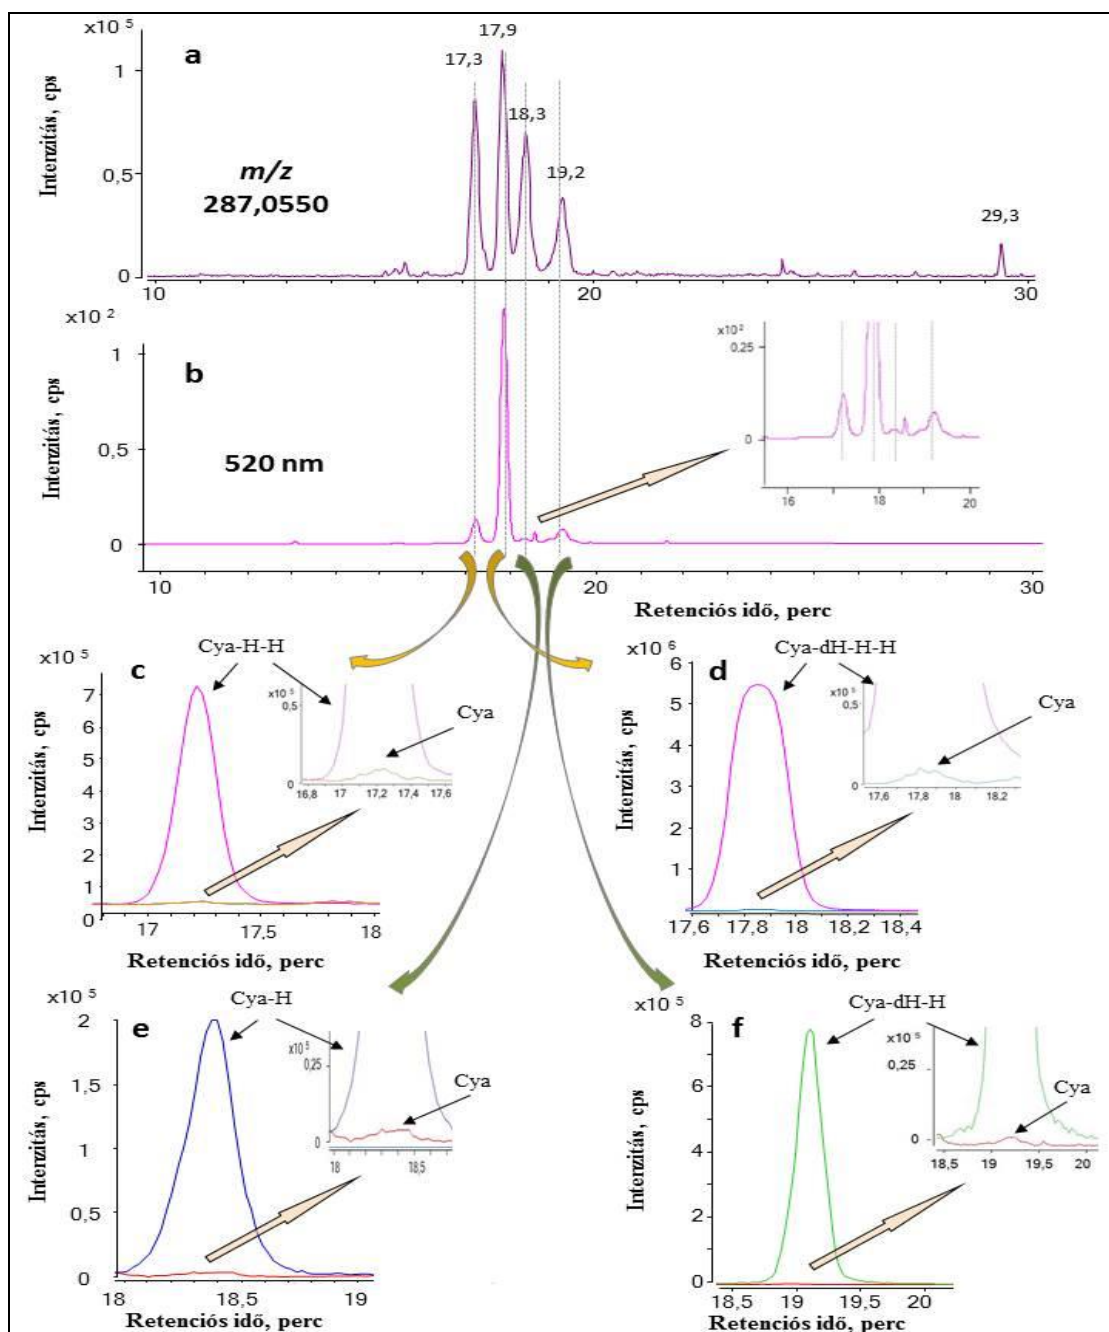 x10 5
Intenzitás, cps
a
1
0,5
0
m/z
287,0550
17,3
17,9
18,3
19,2
29,3
10
20
30
x10 2
Intenzitás, cps
b
1
0,5
0
520 nm
10
20
30
Retenciós idő, perc
x10 2
0,25
0
16
18
20
x10 5
Intenzitás, cps
c
Cya-H-H
7
6
5
4
3
2
1
0
17
17,5
18
Retenciós idő, perc
x10 5
0,5
0
Cya
16,8 17 17,2 17,4 17,6
x10 6
Intenzitás, cps
d
Cya-dH-H-H
6
5
4
3
2
1
0
17,6 17,8 18 18,2 18,4
Retenciós idő, perc
x10 5
0,5
0
Cya
17,6 17,8 18 18,2
x10 5
Intenzitás, cps
e
Cya-H
2
1,5
1
0,5
0
18 18,5 19
Retenciós idő, perc
x10 5
0,25
0
Cya
18 18,5
x10 5
Intenzitás, cps
f
Cya-dH-H
8
6
4
2
0
18,5 19 19,5 20
Retenciós idő, perc
x10 5
0,25
0
Cya
18,5 19 19,5 20